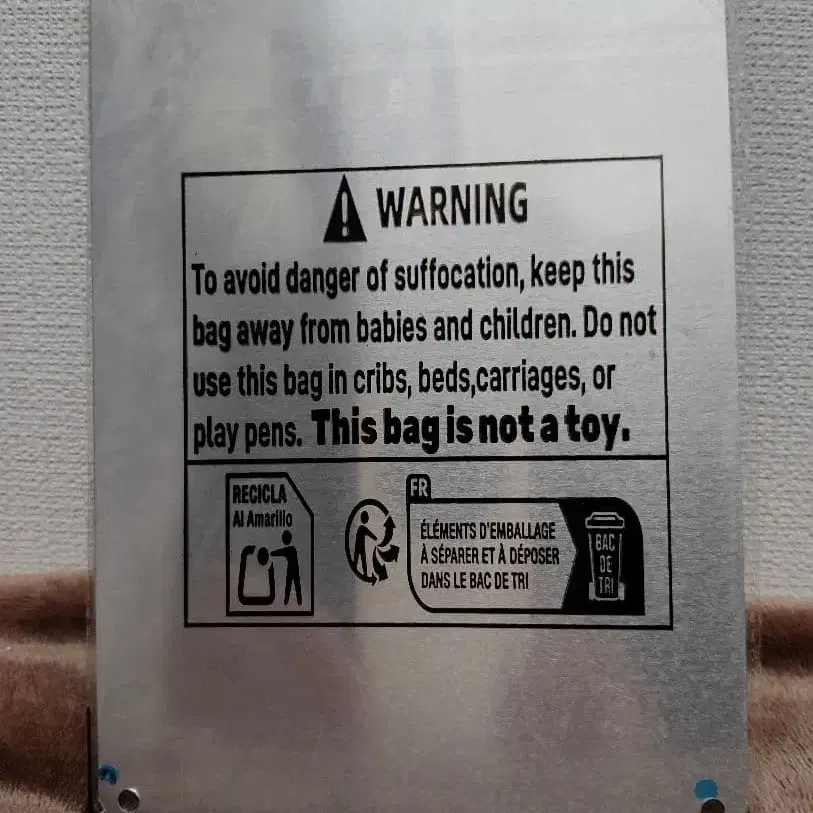 WARNING
To avoid danger of suffocation, keep this
bag away from babies and children. Do not
use this bag in cribs, beds,carriages, or
play pens. This bag is not a toy.
RECICLA
Al Amarillo
FR
ÉLÉMENTS D'EMBALLAGE
À SÉPARER ET À DÉPOSER
DANS LE BAC DE TRI
BAC
DE
TRI